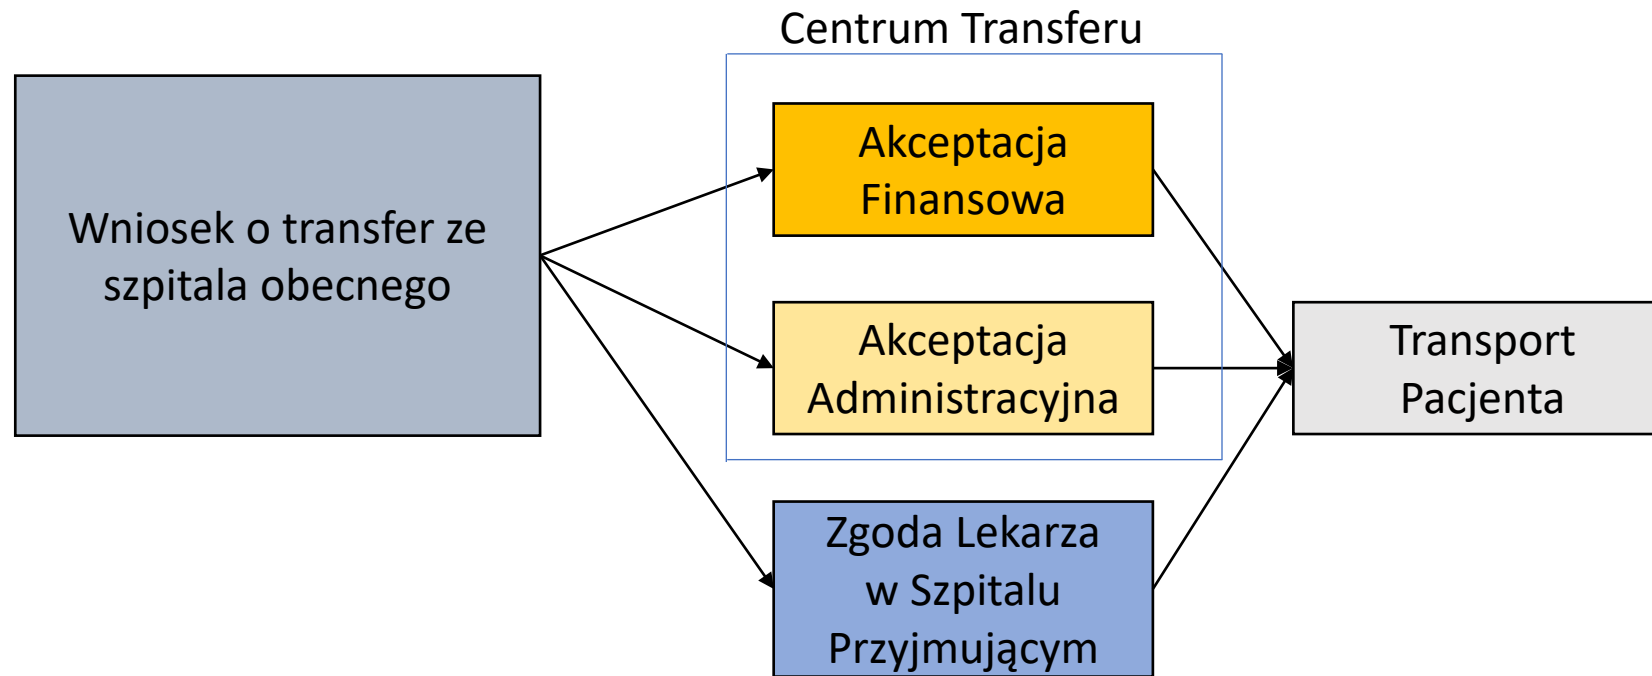 Centrum Transferu
Wniosek o transfer ze
szpitala obecnego
Akceptacja
Finansowa
Akceptacja
Administracyjna
Zgoda Lekarza
w Szpitalu
Przyjmującym
Transport
Pacjenta